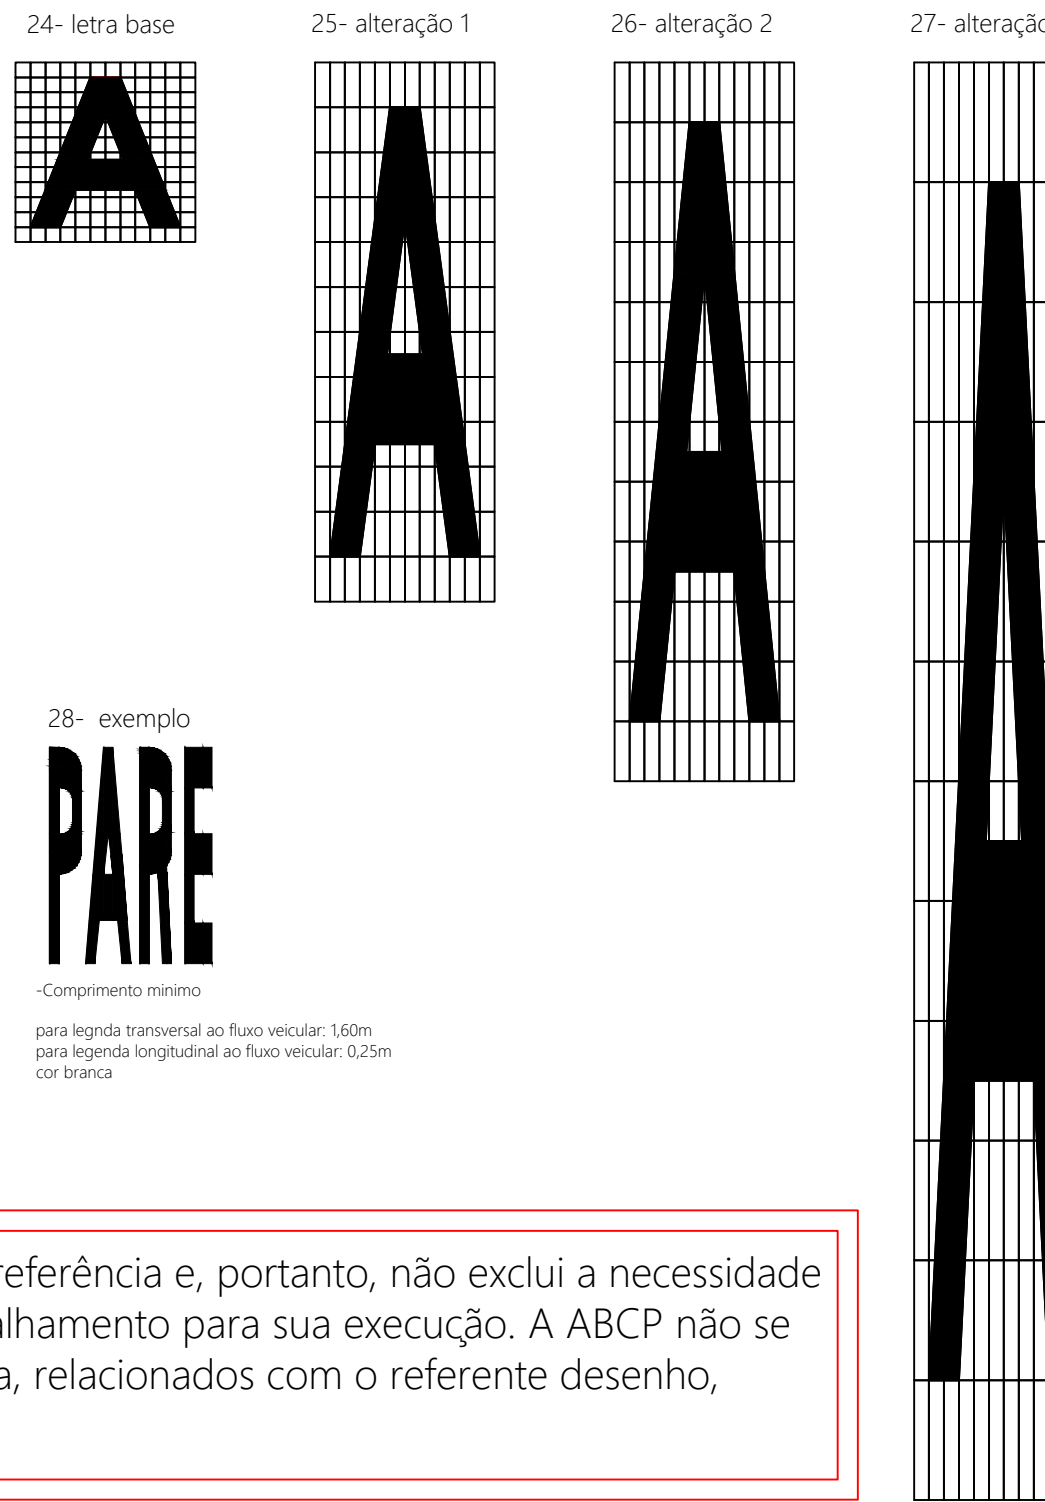 24- letra base
25- alteração 1
26- alteração 2
27- alteração
A
A
A
A
28- exemplo
PARE
-Comprimento minimo
para legnda transversal ao fluxo veicular: 1,60m
para legenda longitudinal ao fluxo veicular: 0,25m
cor branca
referência e, portanto, não exclui a necessidade
alhamento para sua execução. A ABCP não se
a, relacionados com o referente desenho,